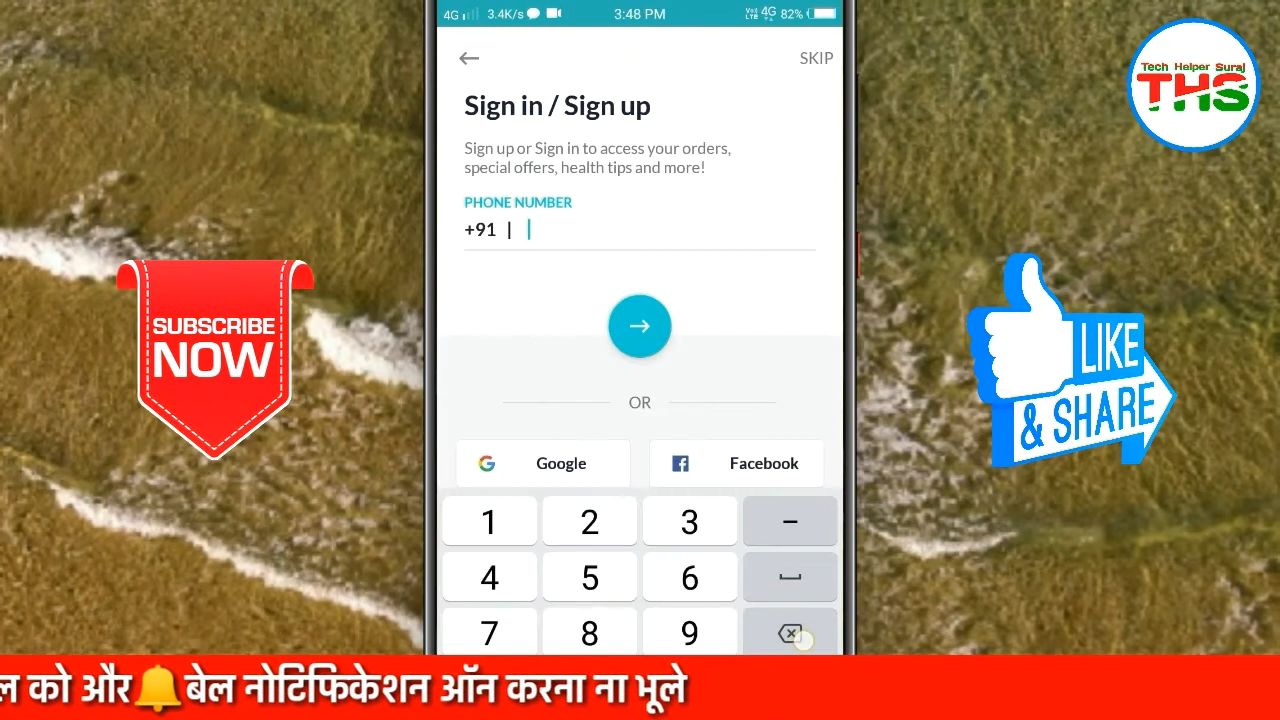 4G 3.4K/s 3:48 PM VoI LTE 4G 82%
SKIP
Sign in / Sign up
Sign up or Sign in to access your orders,
special offers, health tips and more!
PHONE NUMBER
+91 |
OR
Google Facebook
1 2 3 -
4 5 6
7 8 9
Tech Helper Suraj
THS
SUBSCRIBE
NOW
LIKE
& SHARE
को और 🔔 बेल नोटिफिकेशन ऑन करना ना भूले